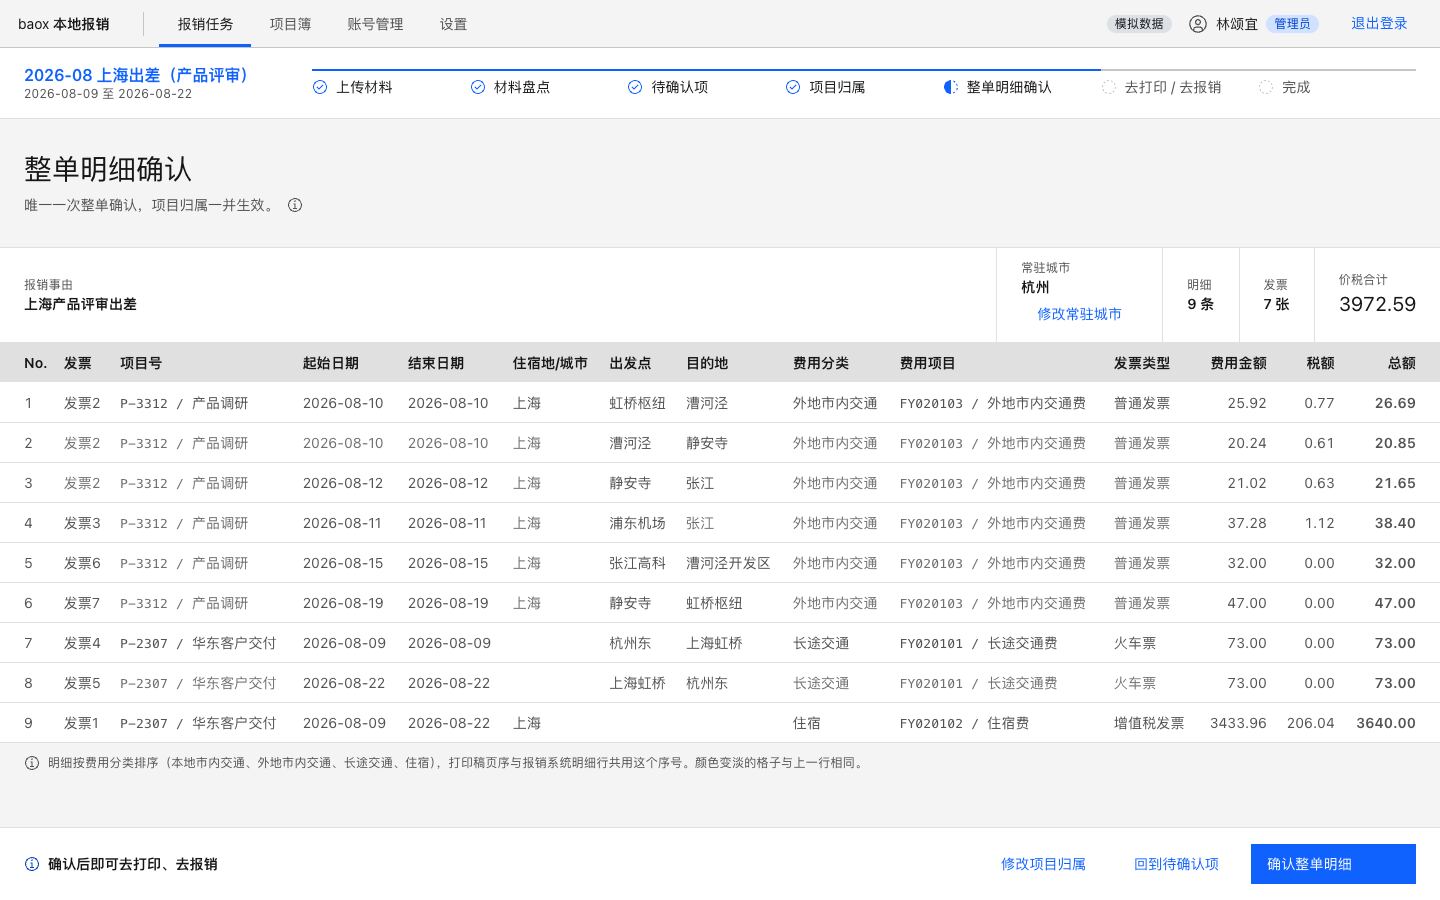 baox 本地报销 报销任务 项目簿 账号管理 设置 模拟数据 林颂宜 管理员 退出登录
2026-08 上海出差（产品评审）
2026-08-09 至 2026-08-22
上传材料 材料盘点 待确认项 项目归属 整单明细确认 去打印 / 去报销 完成
整单明细确认
唯一一次整单确认，项目归属一并生效。
报销事由
上海产品评审出差
常驻城市
杭州
修改常驻城市
明细
9 条
发票
7 张
价税合计
3972.59
No. 发票 项目号 起始日期 结束日期 住宿地/城市 出发点 目的地 费用分类 费用项目 发票类型 费用金额 税额 总额
1 发票2 P-3312 / 产品调研 2026-08-10 2026-08-10 上海 虹桥枢纽 漕河泾 外地市内交通 FY020103 / 外地市内交通费 普通发票 25.92 0.77 26.69
2 发票2 P-3312 / 产品调研 2026-08-10 2026-08-10 上海 漕河泾 静安寺 外地市内交通 FY020103 / 外地市内交通费 普通发票 20.24 0.61 20.85
3 发票2 P-3312 / 产品调研 2026-08-12 2026-08-12 上海 静安寺 张江 外地市内交通 FY020103 / 外地市内交通费 普通发票 21.02 0.63 21.65
4 发票3 P-3312 / 产品调研 2026-08-11 2026-08-11 上海 浦东机场 张江 外地市内交通 FY020103 / 外地市内交通费 普通发票 37.28 1.12 38.40
5 发票6 P-3312 / 产品调研 2026-08-15 2026-08-15 上海 张江高科 漕河泾开发区 外地市内交通 FY020103 / 外地市内交通费 普通发票 32.00 0.00 32.00
6 发票7 P-3312 / 产品调研 2026-08-19 2026-08-19 上海 静安寺 虹桥枢纽 外地市内交通 FY020103 / 外地市内交通费 普通发票 47.00 0.00 47.00
7 发票4 P-2307 / 华东客户交付 2026-08-09 2026-08-09 杭州东 上海虹桥 长途交通 FY020101 / 长途交通费 火车票 73.00 0.00 73.00
8 发票5 P-2307 / 华东客户交付 2026-08-22 2026-08-22 上海虹桥 杭州东 长途交通 FY020101 / 长途交通费 火车票 73.00 0.00 73.00
9 发票1 P-2307 / 华东客户交付 2026-08-09 2026-08-22 上海 住宿 FY020102 / 住宿费 增值税发票 3433.96 206.04 3640.00
明细按费用分类排序（本地市内交通、外地市内交通、长途交通、住宿），打印稿页序与报销系统明细行共用这个序号。颜色变淡的格子与上一行相同。
确认后即可去打印、去报销 修改项目归属 回到待确认项 确认整单明细